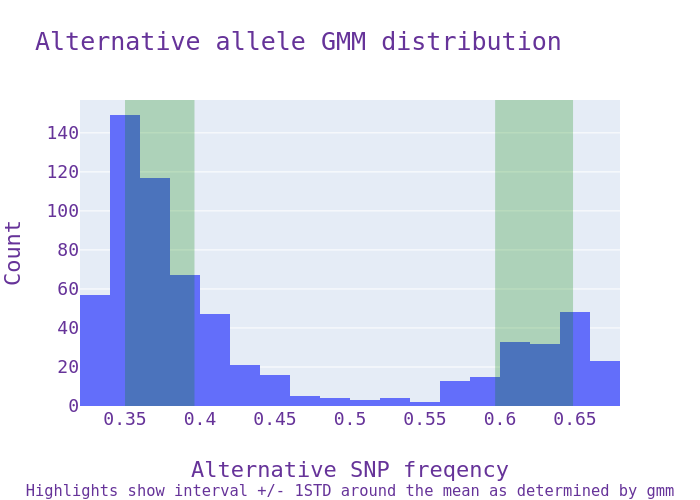 Alternative allele GMM distribution
Count
140
120
100
80
60
40
20
0
0.35 0.4 0.45 0.5 0.55 0.6 0.65
Alternative SNP freqency
Highlights show interval +/- 1STD around the mean as determined by gmm